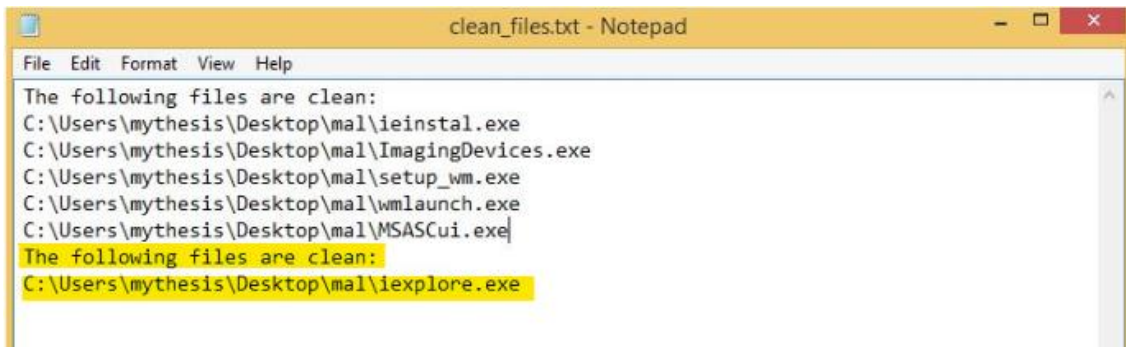 clean_files.txt - Notepad
File Edit Format View Help
The following files are clean:
C:\Users\mythesis\Desktop\mal\ieinstal.exe
C:\Users\mythesis\Desktop\mal\ImagingDevices.exe
C:\Users\mythesis\Desktop\mal\setup_wm.exe
C:\Users\mythesis\Desktop\mal\wmlaunch.exe
C:\Users\mythesis\Desktop\mal\MSASCui.exe
The following files are clean:
C:\Users\mythesis\Desktop\mal\iexplore.exe